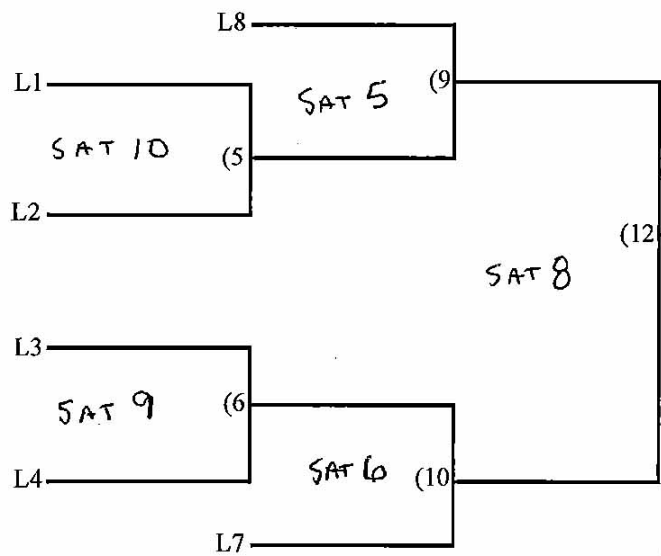 L8
L1
SAT 5
(9
SAT 10
(5
L2
(12
SAT 8
L3
SAT 9
(6
L4
SAT 6
(10
L7